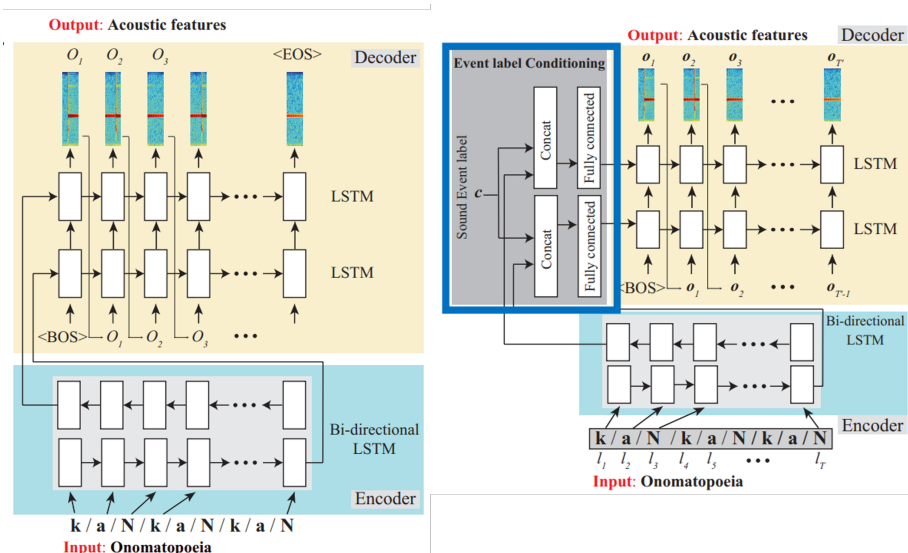 Output: Acoustic features
Decoder
O1 O2 O3 <EOS>
LSTM
LSTM
<BOS> O1 O2 O3 •••
Bi-directional
LSTM
Encoder
k / a / N / k / a / N / k / a / N
Input: Onomatopoeia
Output: Acoustic features
Decoder
Event label Conditioning
o1 o2 o3 oT'
Sound Event label
c
Concat
Fully connected
Concat
Fully connected
LSTM
LSTM
<BOS> o1 o2 ••• oT'-1
Bi-directional
LSTM
Encoder
k / a / N / k / a / N / k / a / N
l1 l2 l3 l4 l5 ••• lT
Input: Onomatopoeia